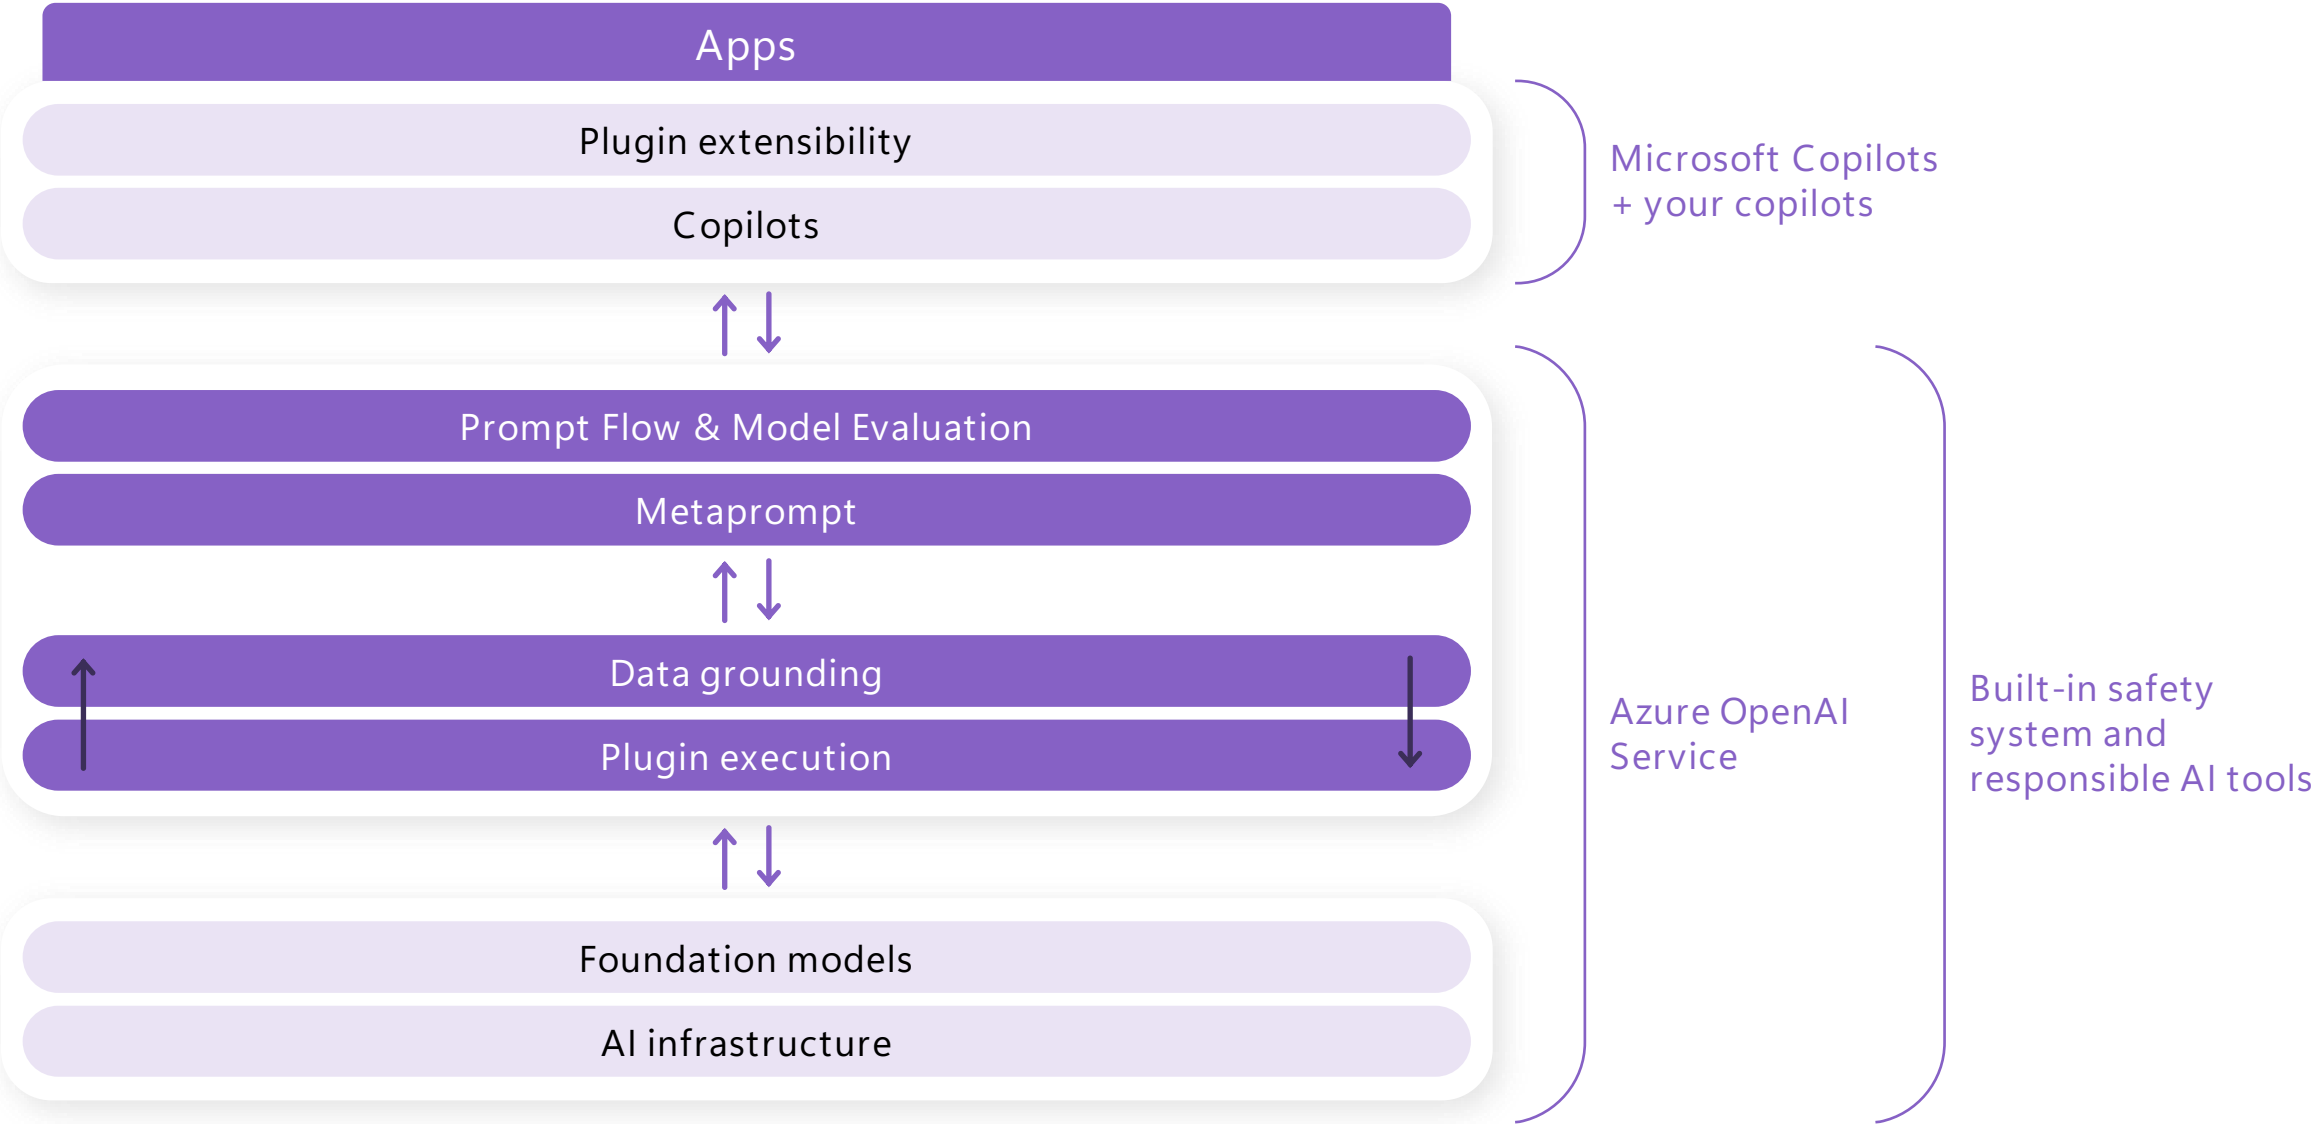 Apps
Plugin extensibility
Copilots
Microsoft Copilots
+ your copilots
Prompt Flow & Model Evaluation
Metaprompt
Data grounding
Plugin execution
Azure OpenAI
Service
Built-in safety
system and
responsible AI tools
Foundation models
AI infrastructure